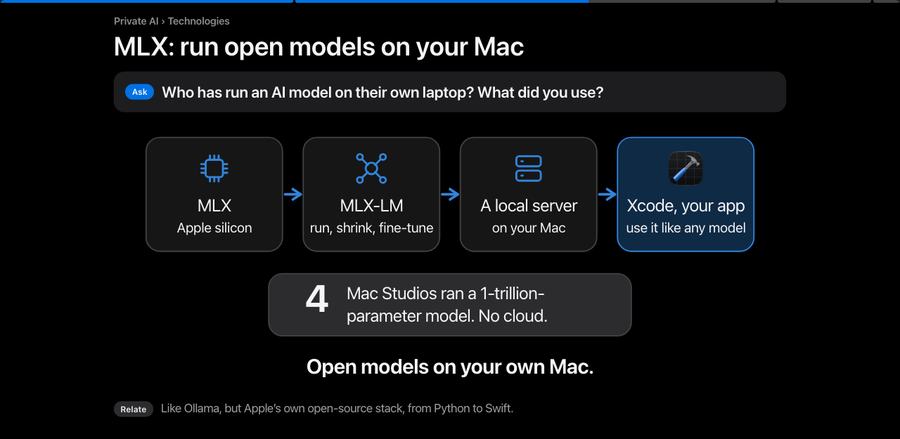 Private AI › Technologies
MLX: run open models on your Mac
Ask Who has run an AI model on their own laptop? What did you use?
MLX
Apple silicon
MLX-LM
run, shrink, fine-tune
A local server
on your Mac
Xcode, your app
use it like any model
4
Mac Studios ran a 1-trillion-
parameter model. No cloud.
Open models on your own Mac.
Relate Like Ollama, but Apple's own open-source stack, from Python to Swift.